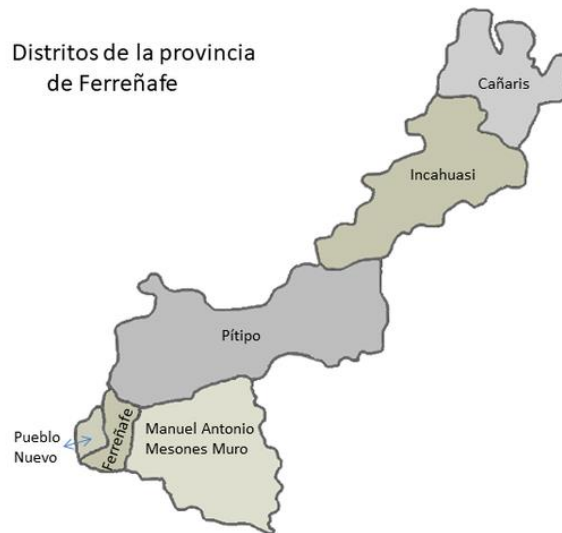 Distritos de la provincia
de Ferreñafe
Cañaris
Incahuasi
Pítipo
Manuel Antonio
Mesones Muro
Ferreñafe
Pueblo
Nuevo